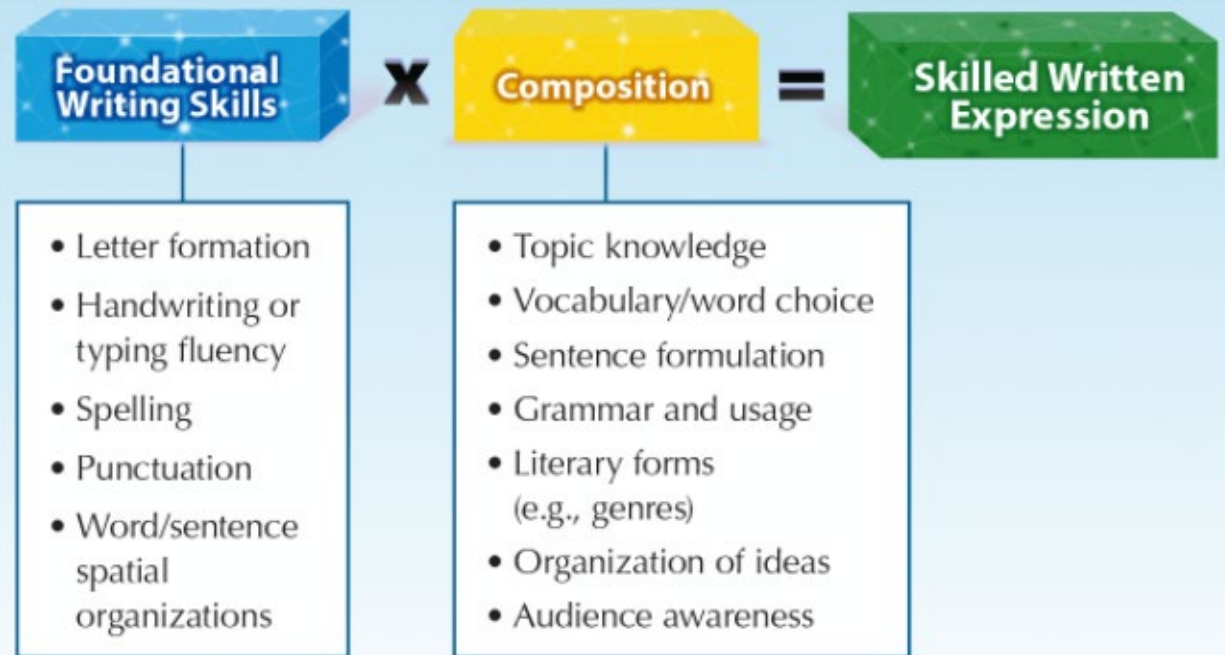 Foundational
Writing Skills
x
Composition
=
Skilled Written
Expression
• Letter formation
• Handwriting or
typing fluency
• Spelling
• Punctuation
• Word/sentence
spatial
organizations
• Topic knowledge
• Vocabulary/word choice
• Sentence formulation
• Grammar and usage
• Literary forms
(e.g., genres)
• Organization of ideas
• Audience awareness